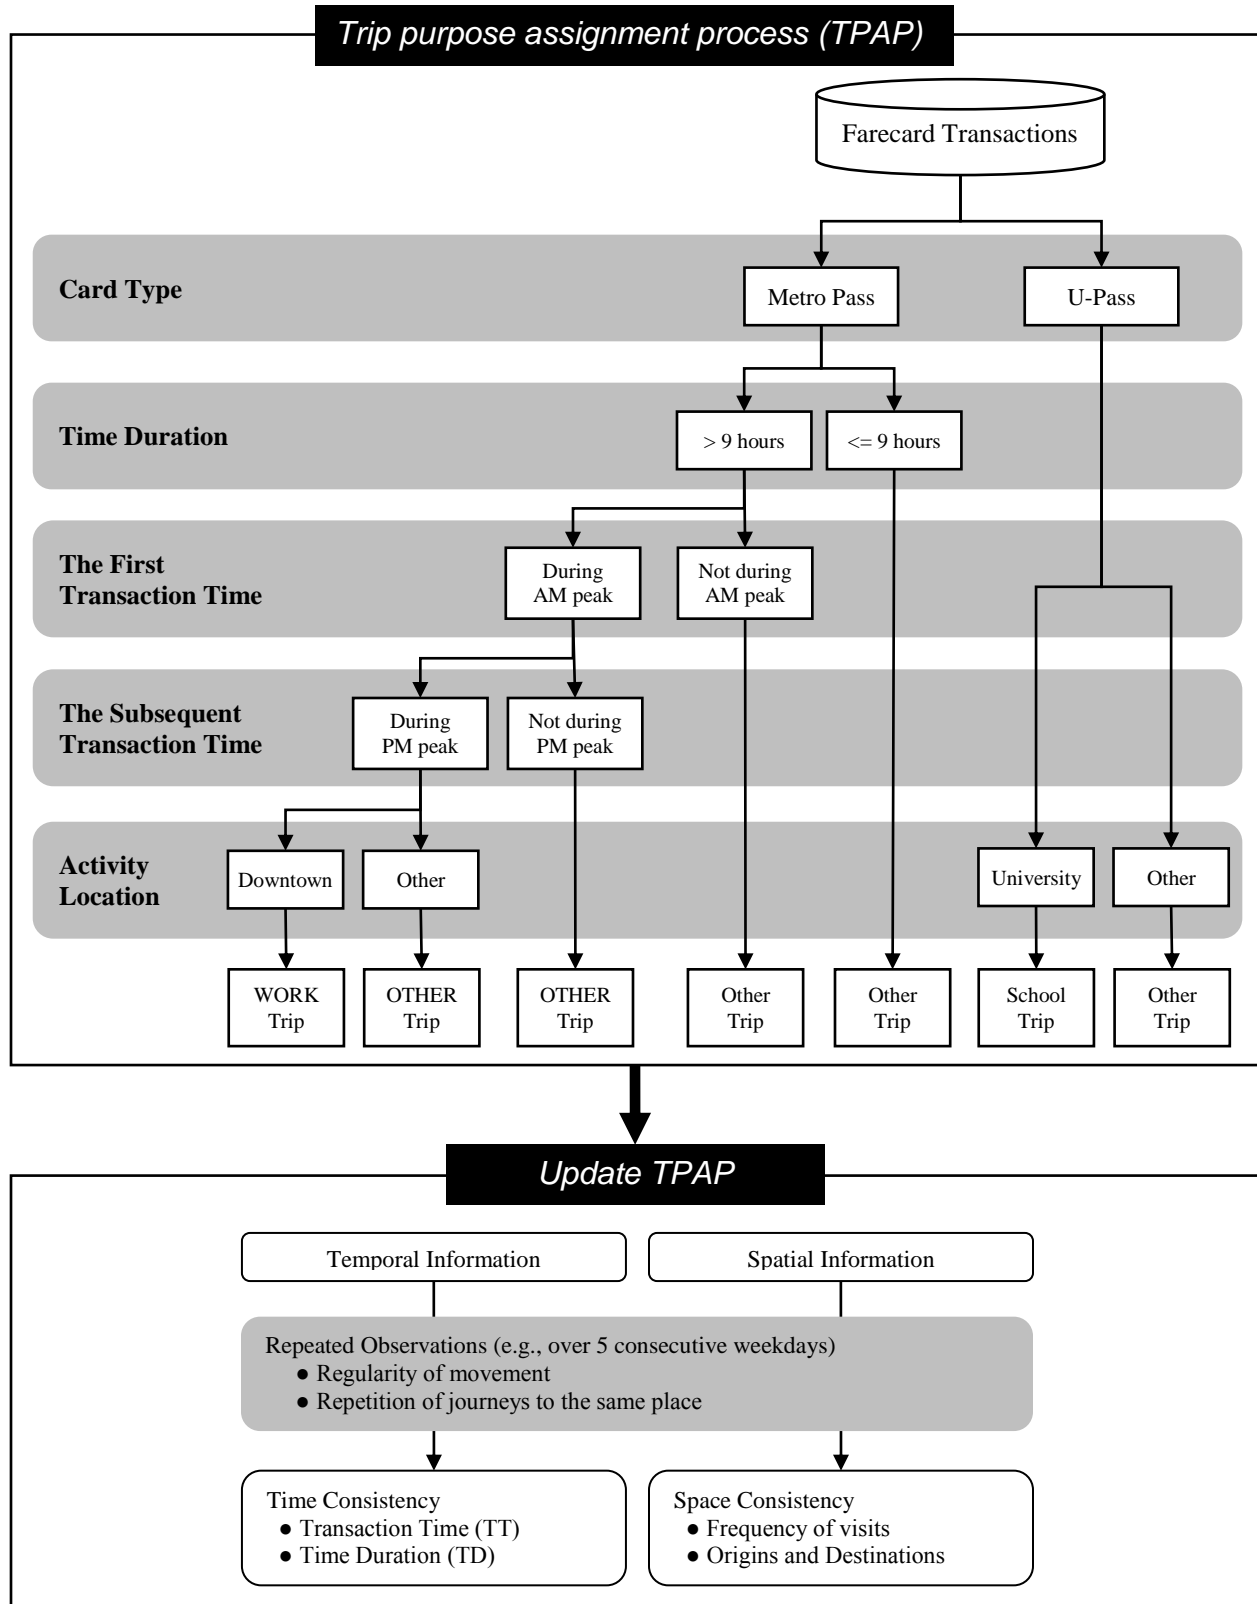 Trip purpose assignment process (TPAP)
Farecard Transactions
Card Type
Metro Pass
U-Pass
Time Duration
> 9 hours
<= 9 hours
The First
Transaction Time
During
AM peak
Not during
AM peak
The Subsequent
Transaction Time
During
PM peak
Not during
PM peak
Activity
Location
Downtown
Other
University
Other
WORK
Trip
OTHER
Trip
OTHER
Trip
Other
Trip
Other
Trip
School
Trip
Other
Trip
Update TPAP
Temporal Information
Spatial Information
Repeated Observations (e.g., over 5 consecutive weekdays)
● Regularity of movement
● Repetition of journeys to the same place
Time Consistency
● Transaction Time (TT)
● Time Duration (TD)
Space Consistency
● Frequency of visits
● Origins and Destinations